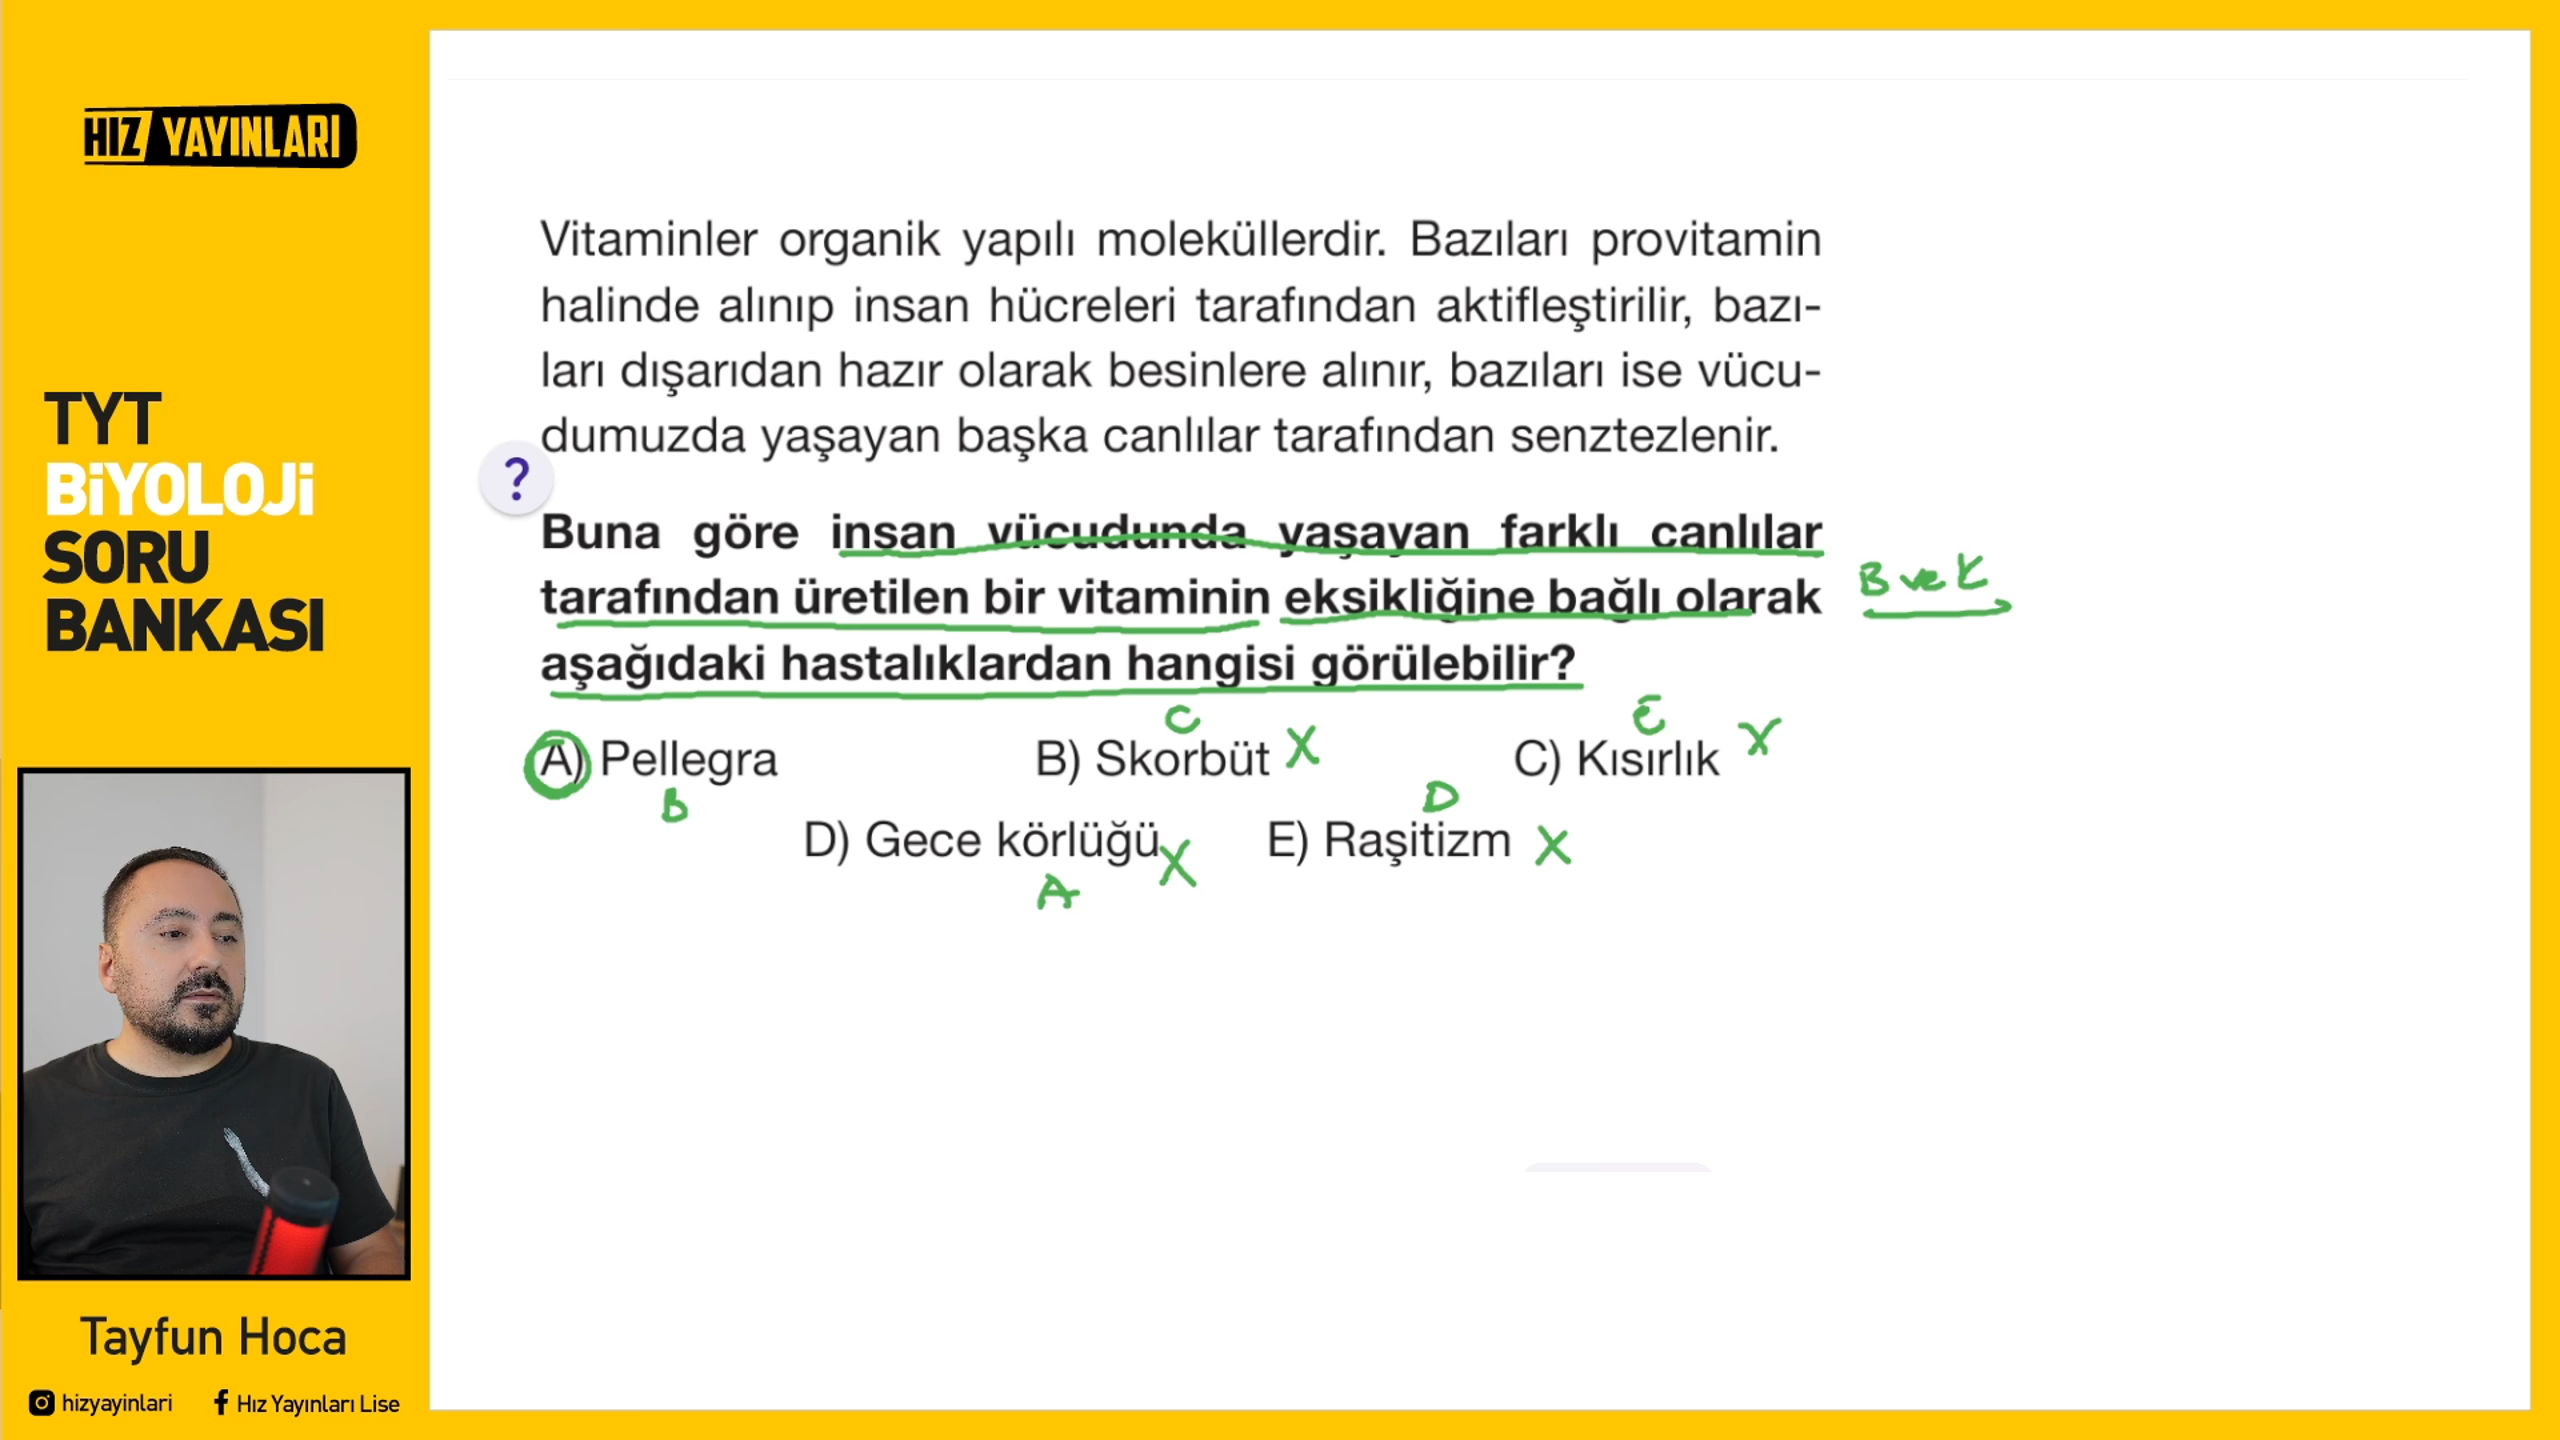 HIZ YAYINLARI
TYT
BiYOLOJi
SORU
BANKASI
Tayfun Hoca
hizyayinlari
Hız Yayınları Lise
Vitaminler organik yapılı moleküllerdir. Bazıları provitamin
halinde alınıp insan hücreleri tarafından aktifleştirilir, bazı-
ları dışarıdan hazır olarak besinlere alınır, bazıları ise vücu-
dumuzda yaşayan başka canlılar tarafından senztezlenir.
?
Buna göre insan vücudunda yaşayan farklı canlılar
tarafından üretilen bir vitaminin eksikliğine bağlı olarak
B ve K
aşağıdaki hastalıklardan hangisi görülebilir?
C
E
A) Pellegra
B) Skorbüt X
C) Kısırlık X
B
D
D) Gece körlüğü X
E) Raşitizm X
A